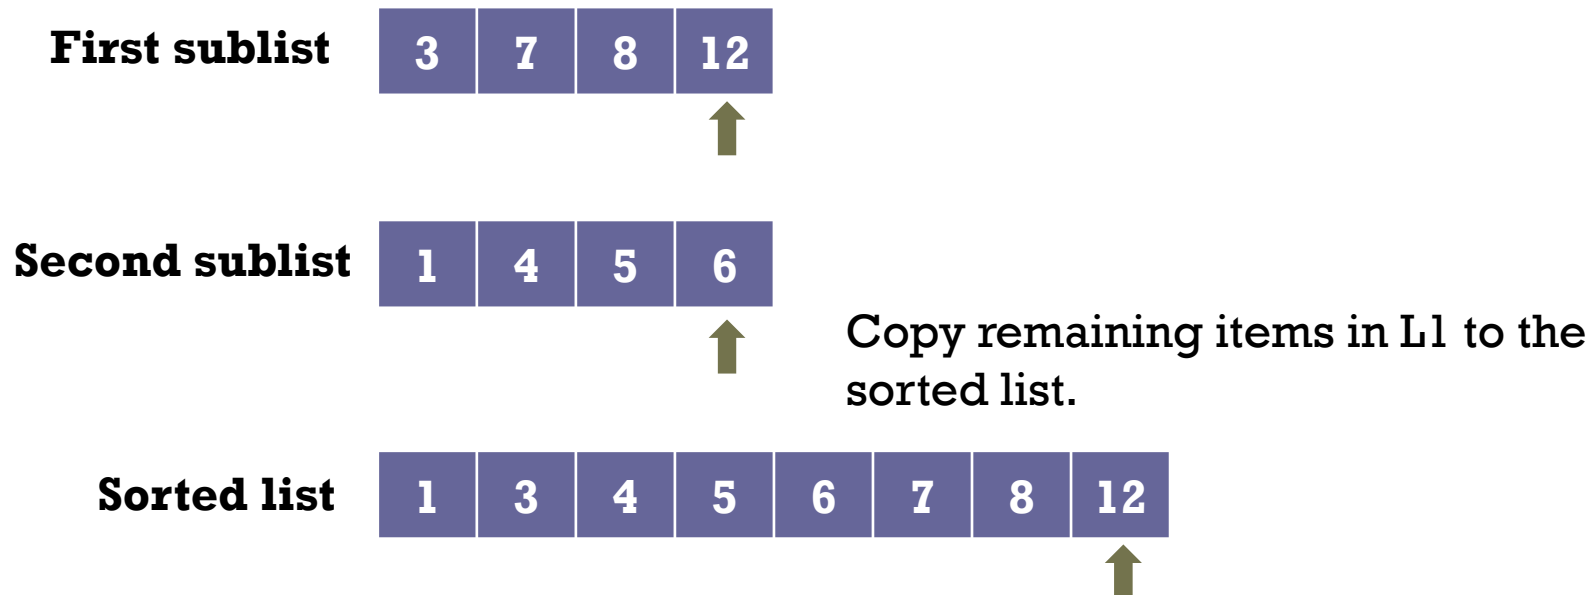 First sublist 3 7 8 12
Second sublist 1 4 5 6
Copy remaining items in L1 to the
sorted list.
Sorted list 1 3 4 5 6 7 8 12